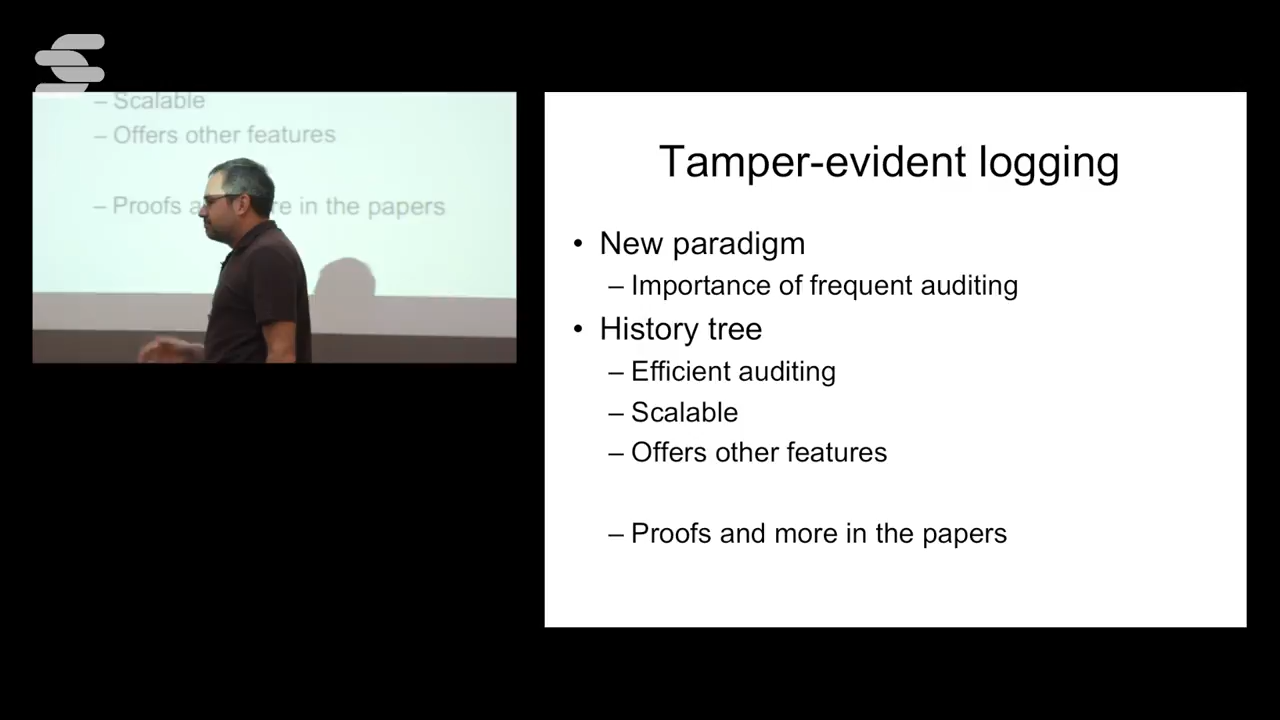 – Scalable
– Offers other features
– Proofs a re in the papers
Tamper-evident logging
• New paradigm
– Importance of frequent auditing
• History tree
– Efficient auditing
– Scalable
– Offers other features
– Proofs and more in the papers